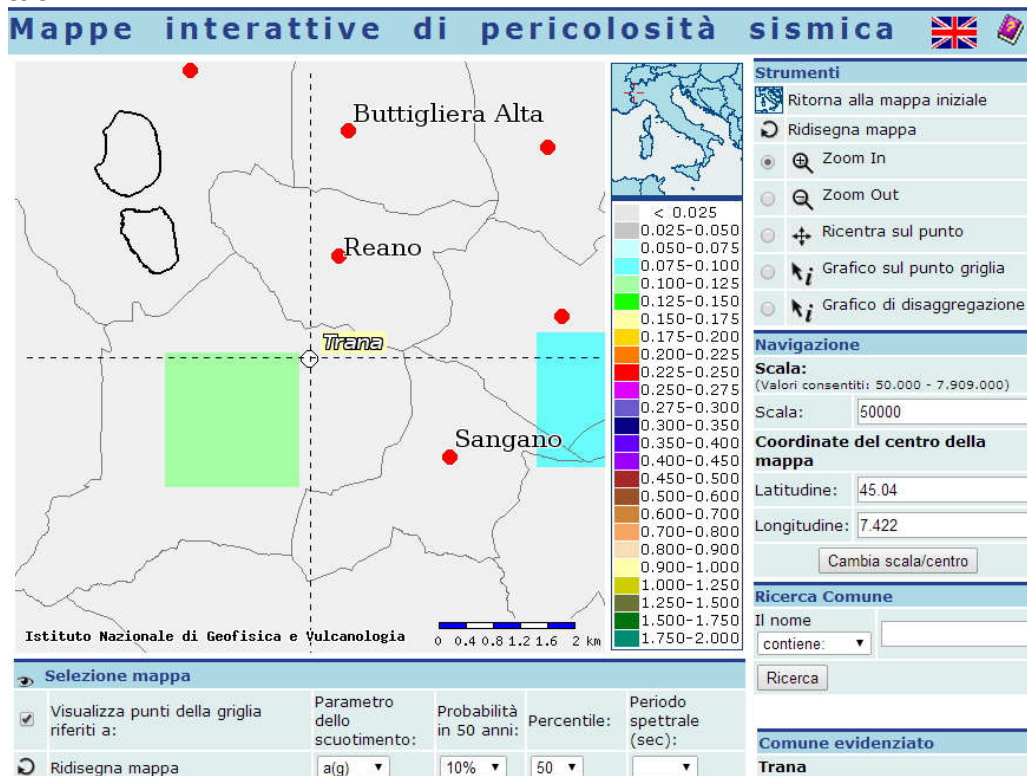 Mappe interattive di pericolosità sismica
Buttigliera Alta
Reano
Trana
Sangano
Istituto Nazionale di Geofisica e Vulcanologia
0 0.4 0.8 1.2 1.6 2 km
< 0.025
0.025-0.050
0.050-0.075
0.075-0.100
0.100-0.125
0.125-0.150
0.150-0.175
0.175-0.200
0.200-0.225
0.225-0.250
0.250-0.275
0.275-0.300
0.300-0.350
0.350-0.400
0.400-0.450
0.450-0.500
0.500-0.600
0.600-0.700
0.700-0.800
0.800-0.900
0.900-1.000
1.000-1.250
1.250-1.500
1.500-1.750
1.750-2.000
Strumenti
Ritorna alla mappa iniziale
Ridisegna mappa
Zoom In
Zoom Out
Ricentra sul punto
Grafico sul punto griglia
Grafico di disaggregazione
Navigazione
Scala:
(Valori consentiti: 50.000 - 7.909.000)
Scala: 50000
Coordinate del centro della
mappa
Latitudine: 45.04
Longitudine: 7.422
Cambia scala/centro
Ricerca Comune
Il nome
contiene:
Ricerca
Comune evidenziato
Trana
Selezione mappa
Visualizza punti della griglia
riferiti a:
Parametro
dello
scuotimento:
Probabilità
in 50 anni:
Percentile:
Periodo
spettrale
(sec):
Ridisegna mappa
a(g) 10% 50